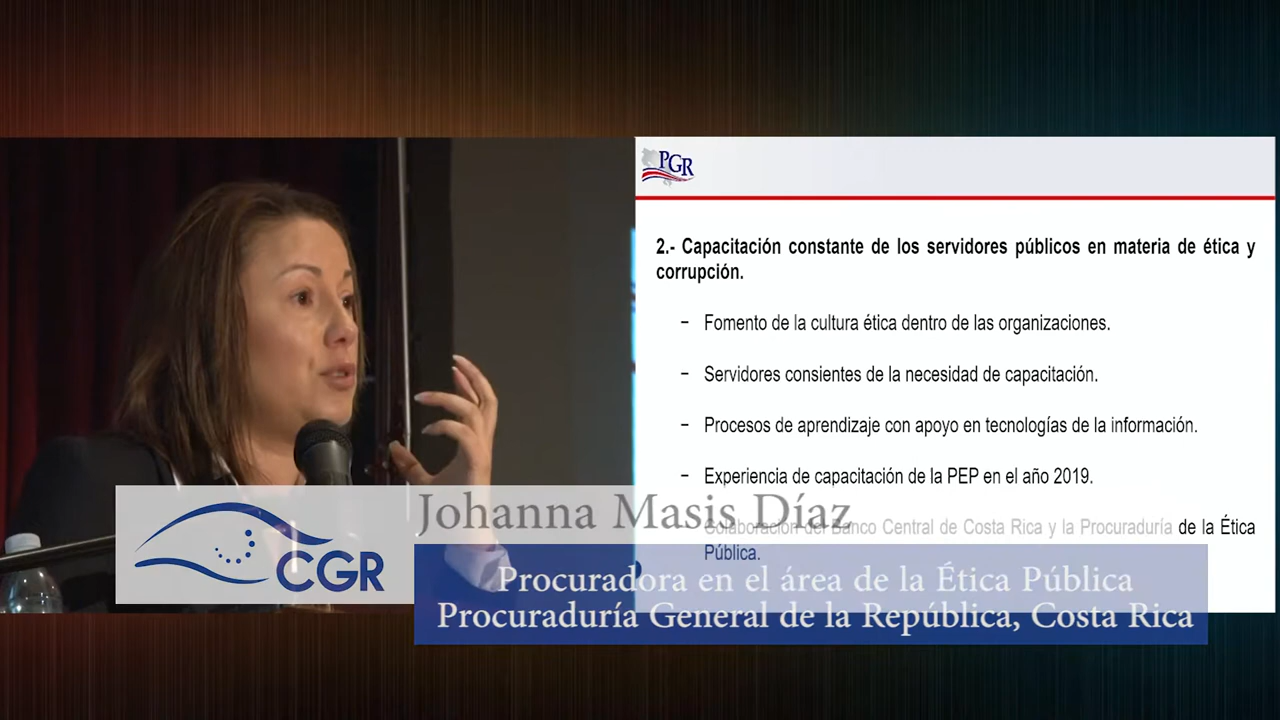 PGR
2.- Capacitación constante de los servidores públicos en materia de ética y
corrupción.
- Fomento de la cultura ética dentro de las organizaciones.
- Servidores consientes de la necesidad de capacitación.
- Procesos de aprendizaje con apoyo en tecnologías de la información.
- Experiencia de capacitación de la PEP en el año 2019.
- Colaboración del Banco Central de Costa Rica y la Procuraduría de la Ética
Pública.
CGR
Johanna Masis Díaz
Procuradora en el área de la Ética Pública
Procuraduría General de la República, Costa Rica